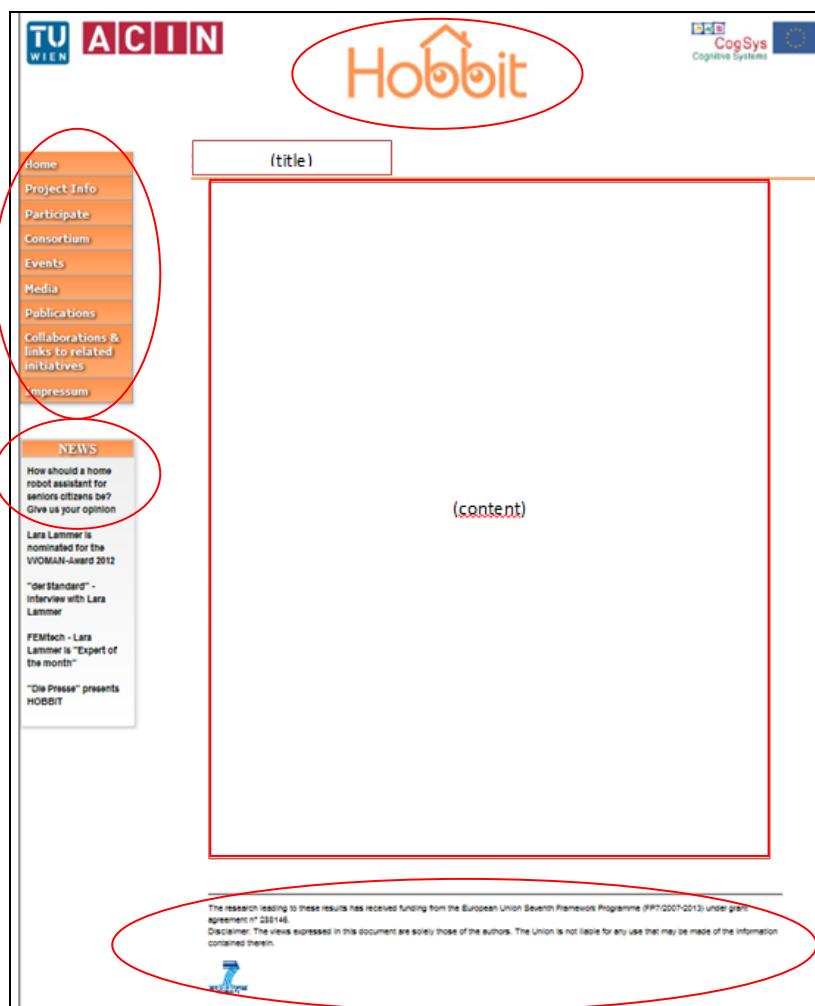 TU
WIEN
ACIN
Hobbit
CogSys
Cognitive Systems
(title)
Home
Project Info
Participate
Consortium
Events
Media
Publications
Collaborations &
links to related
initiatives
Impressum
NEWS
How should a home
robot assistant for
seniors citizens be?
Give us your opinion
Lara Lammer is
nominated for the
WOMAN-Award 2012
"derStandard" -
Interview with Lara
Lammer
FEMtech - Lara
Lammer is "Expert of
the month"
"Die Presse" presents
HOBBIT
(content)
The research leading to these results has received funding from the European Union Seventh Framework Programme (FP7/2007-2013) under grant
agreement n° 288146.
Disclaimer: The views expressed in this document are solely those of the authors. The Union is not liable for any use that may be made of the information
contained therein.